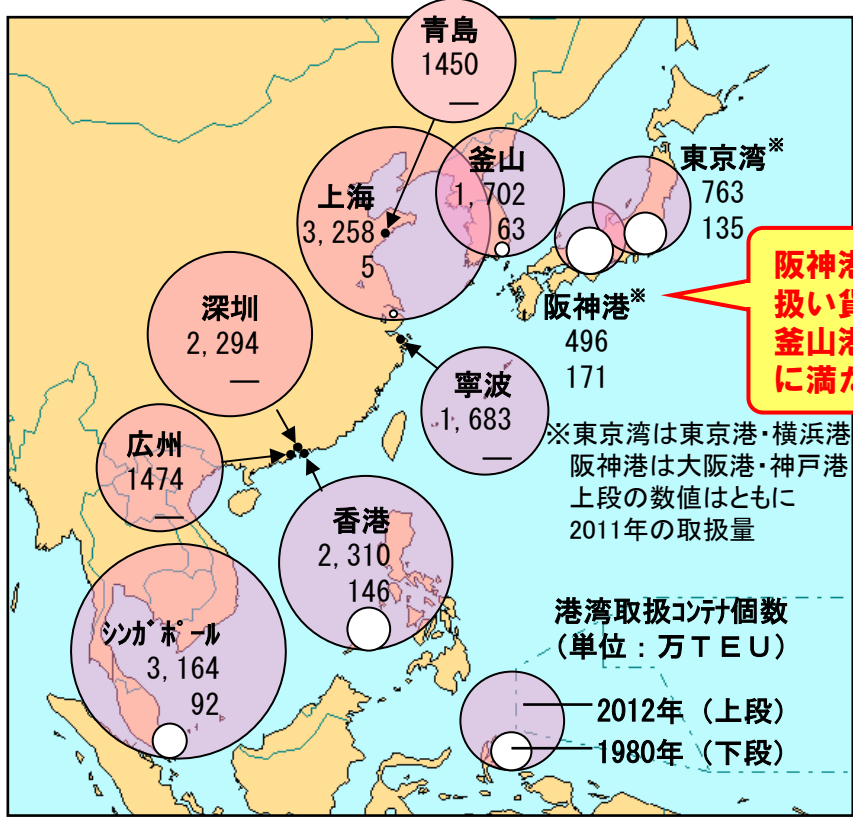 青島
1450
―
釜山
1,702
63
東京湾※
763
135
上海
3,258
5
阪神港
扱い貨
釜山港
に満た
深圳
2,294
―
阪神港※
496
171
寧波
1,683
―
広州
1474
―
※東京湾は東京港・横浜港
阪神港は大阪港・神戸港
上段の数値はともに
2011年の取扱量
香港
2,310
146
港湾取扱コンテナ個数
(単位:万TEU)
シンガポール
3,164
92
2012年(上段)
1980年(下段)